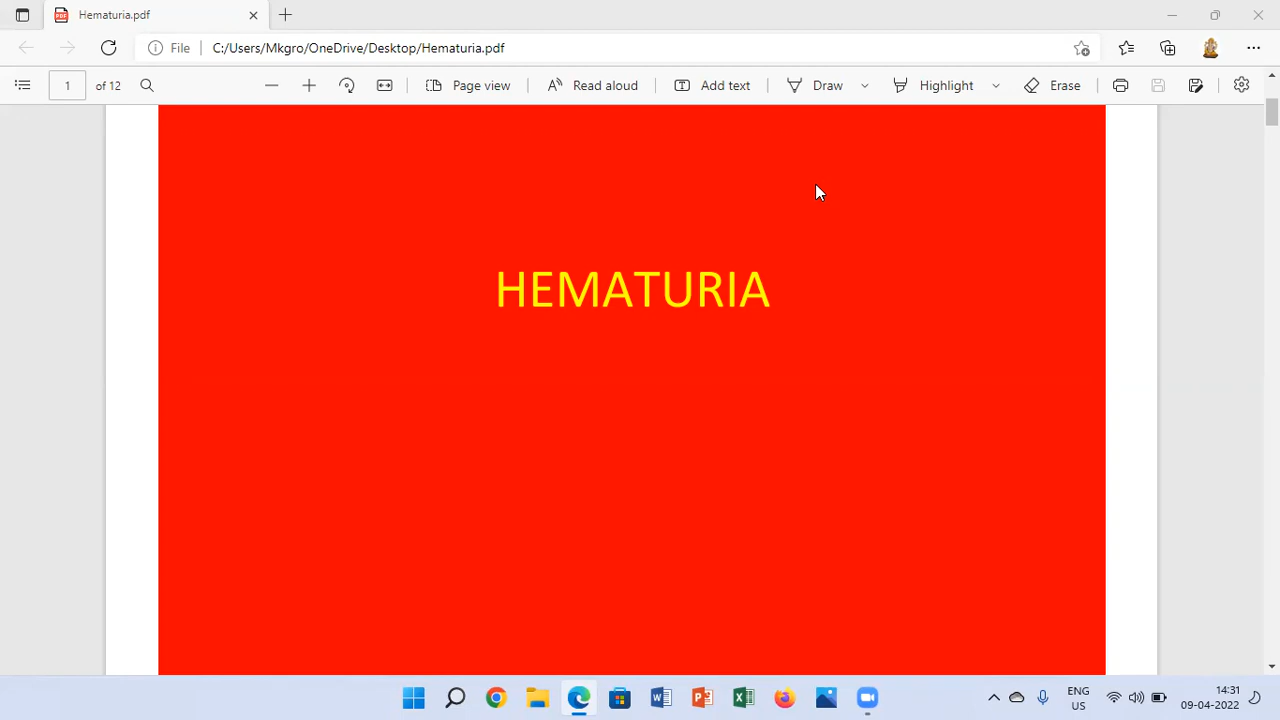 Hematuria.pdf
File C:/Users/Mkgro/OneDrive/Desktop/Hematuria.pdf
1 of 12 Page view Read aloud Add text Draw Highlight Erase
HEMATURIA
ENG 14:31
US 09-04-2022